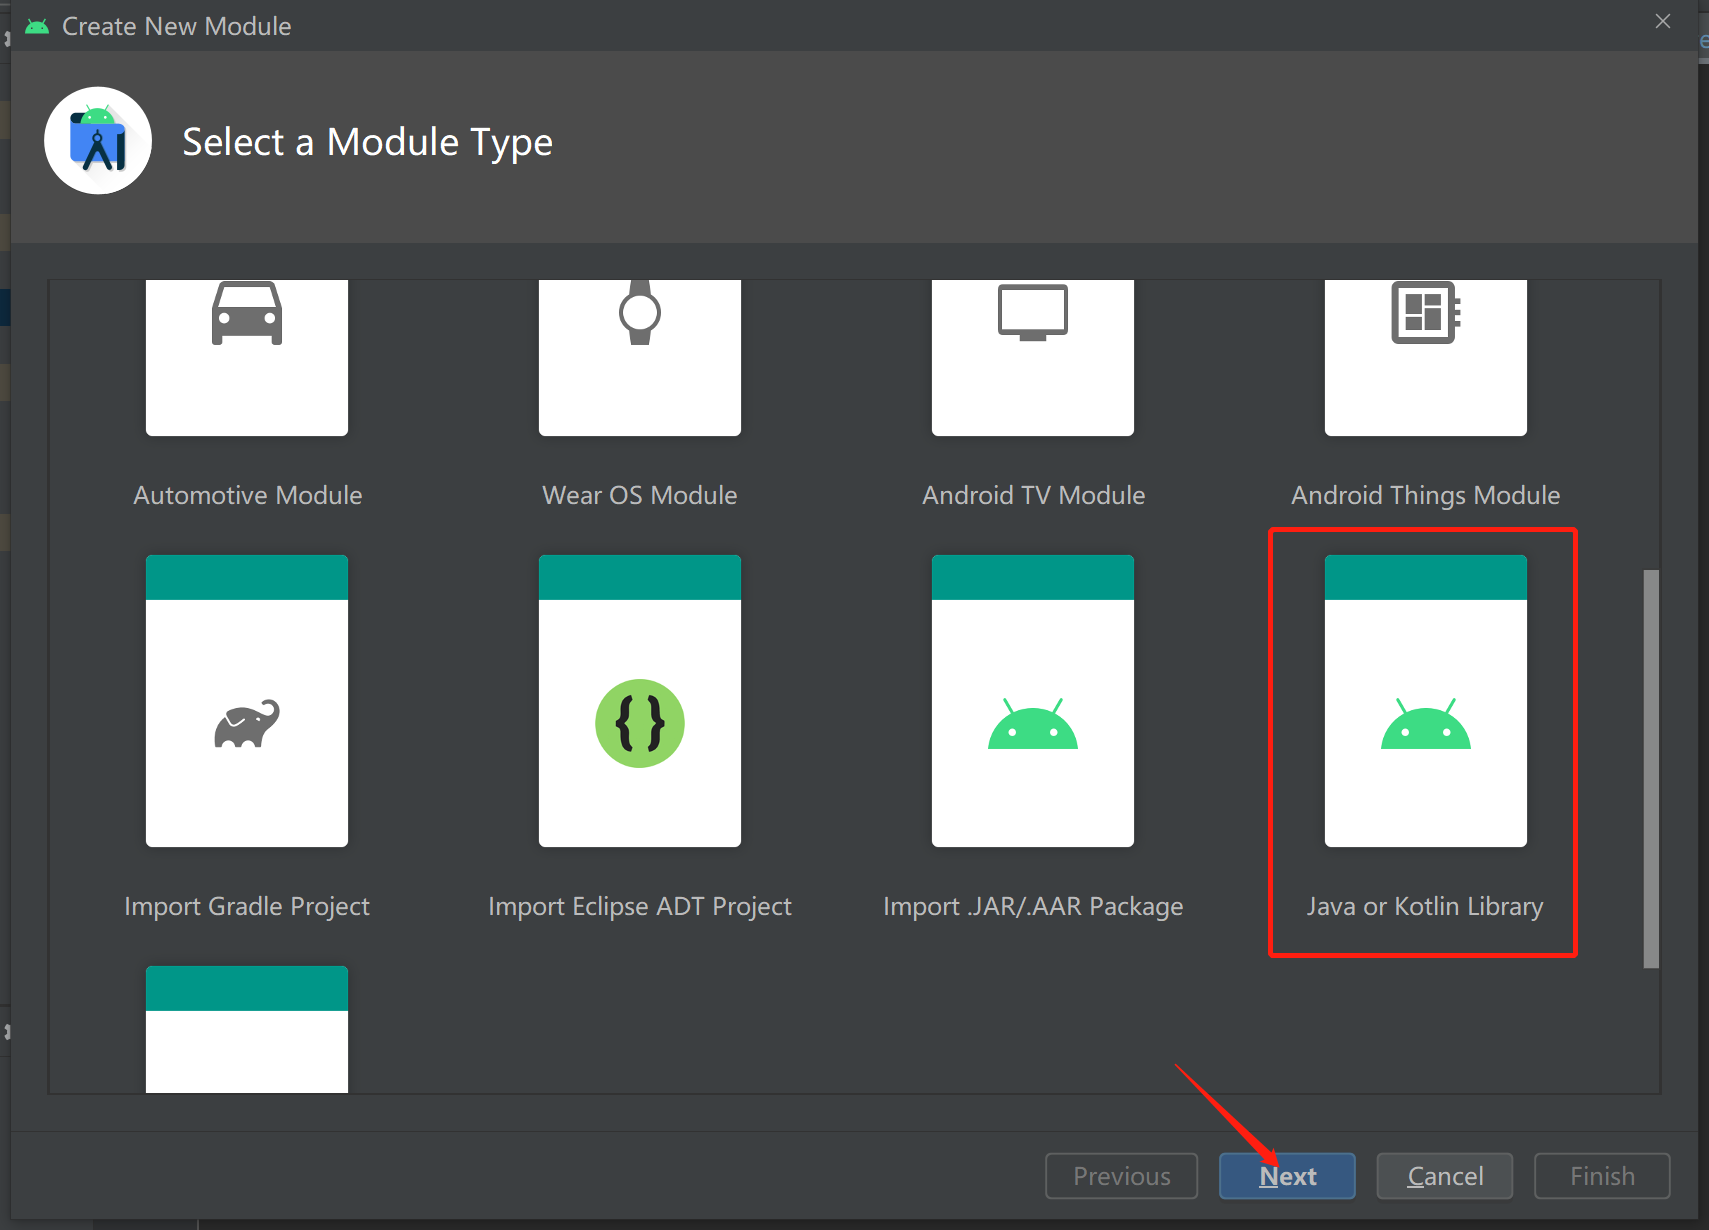 Create New Module
Select a Module Type
Automotive Module
Wear OS Module
Android TV Module
Android Things Module
Import Gradle Project
Import Eclipse ADT Project
Import .JAR/.AAR Package
Java or Kotlin Library
Previous
Next
Cancel
Finish